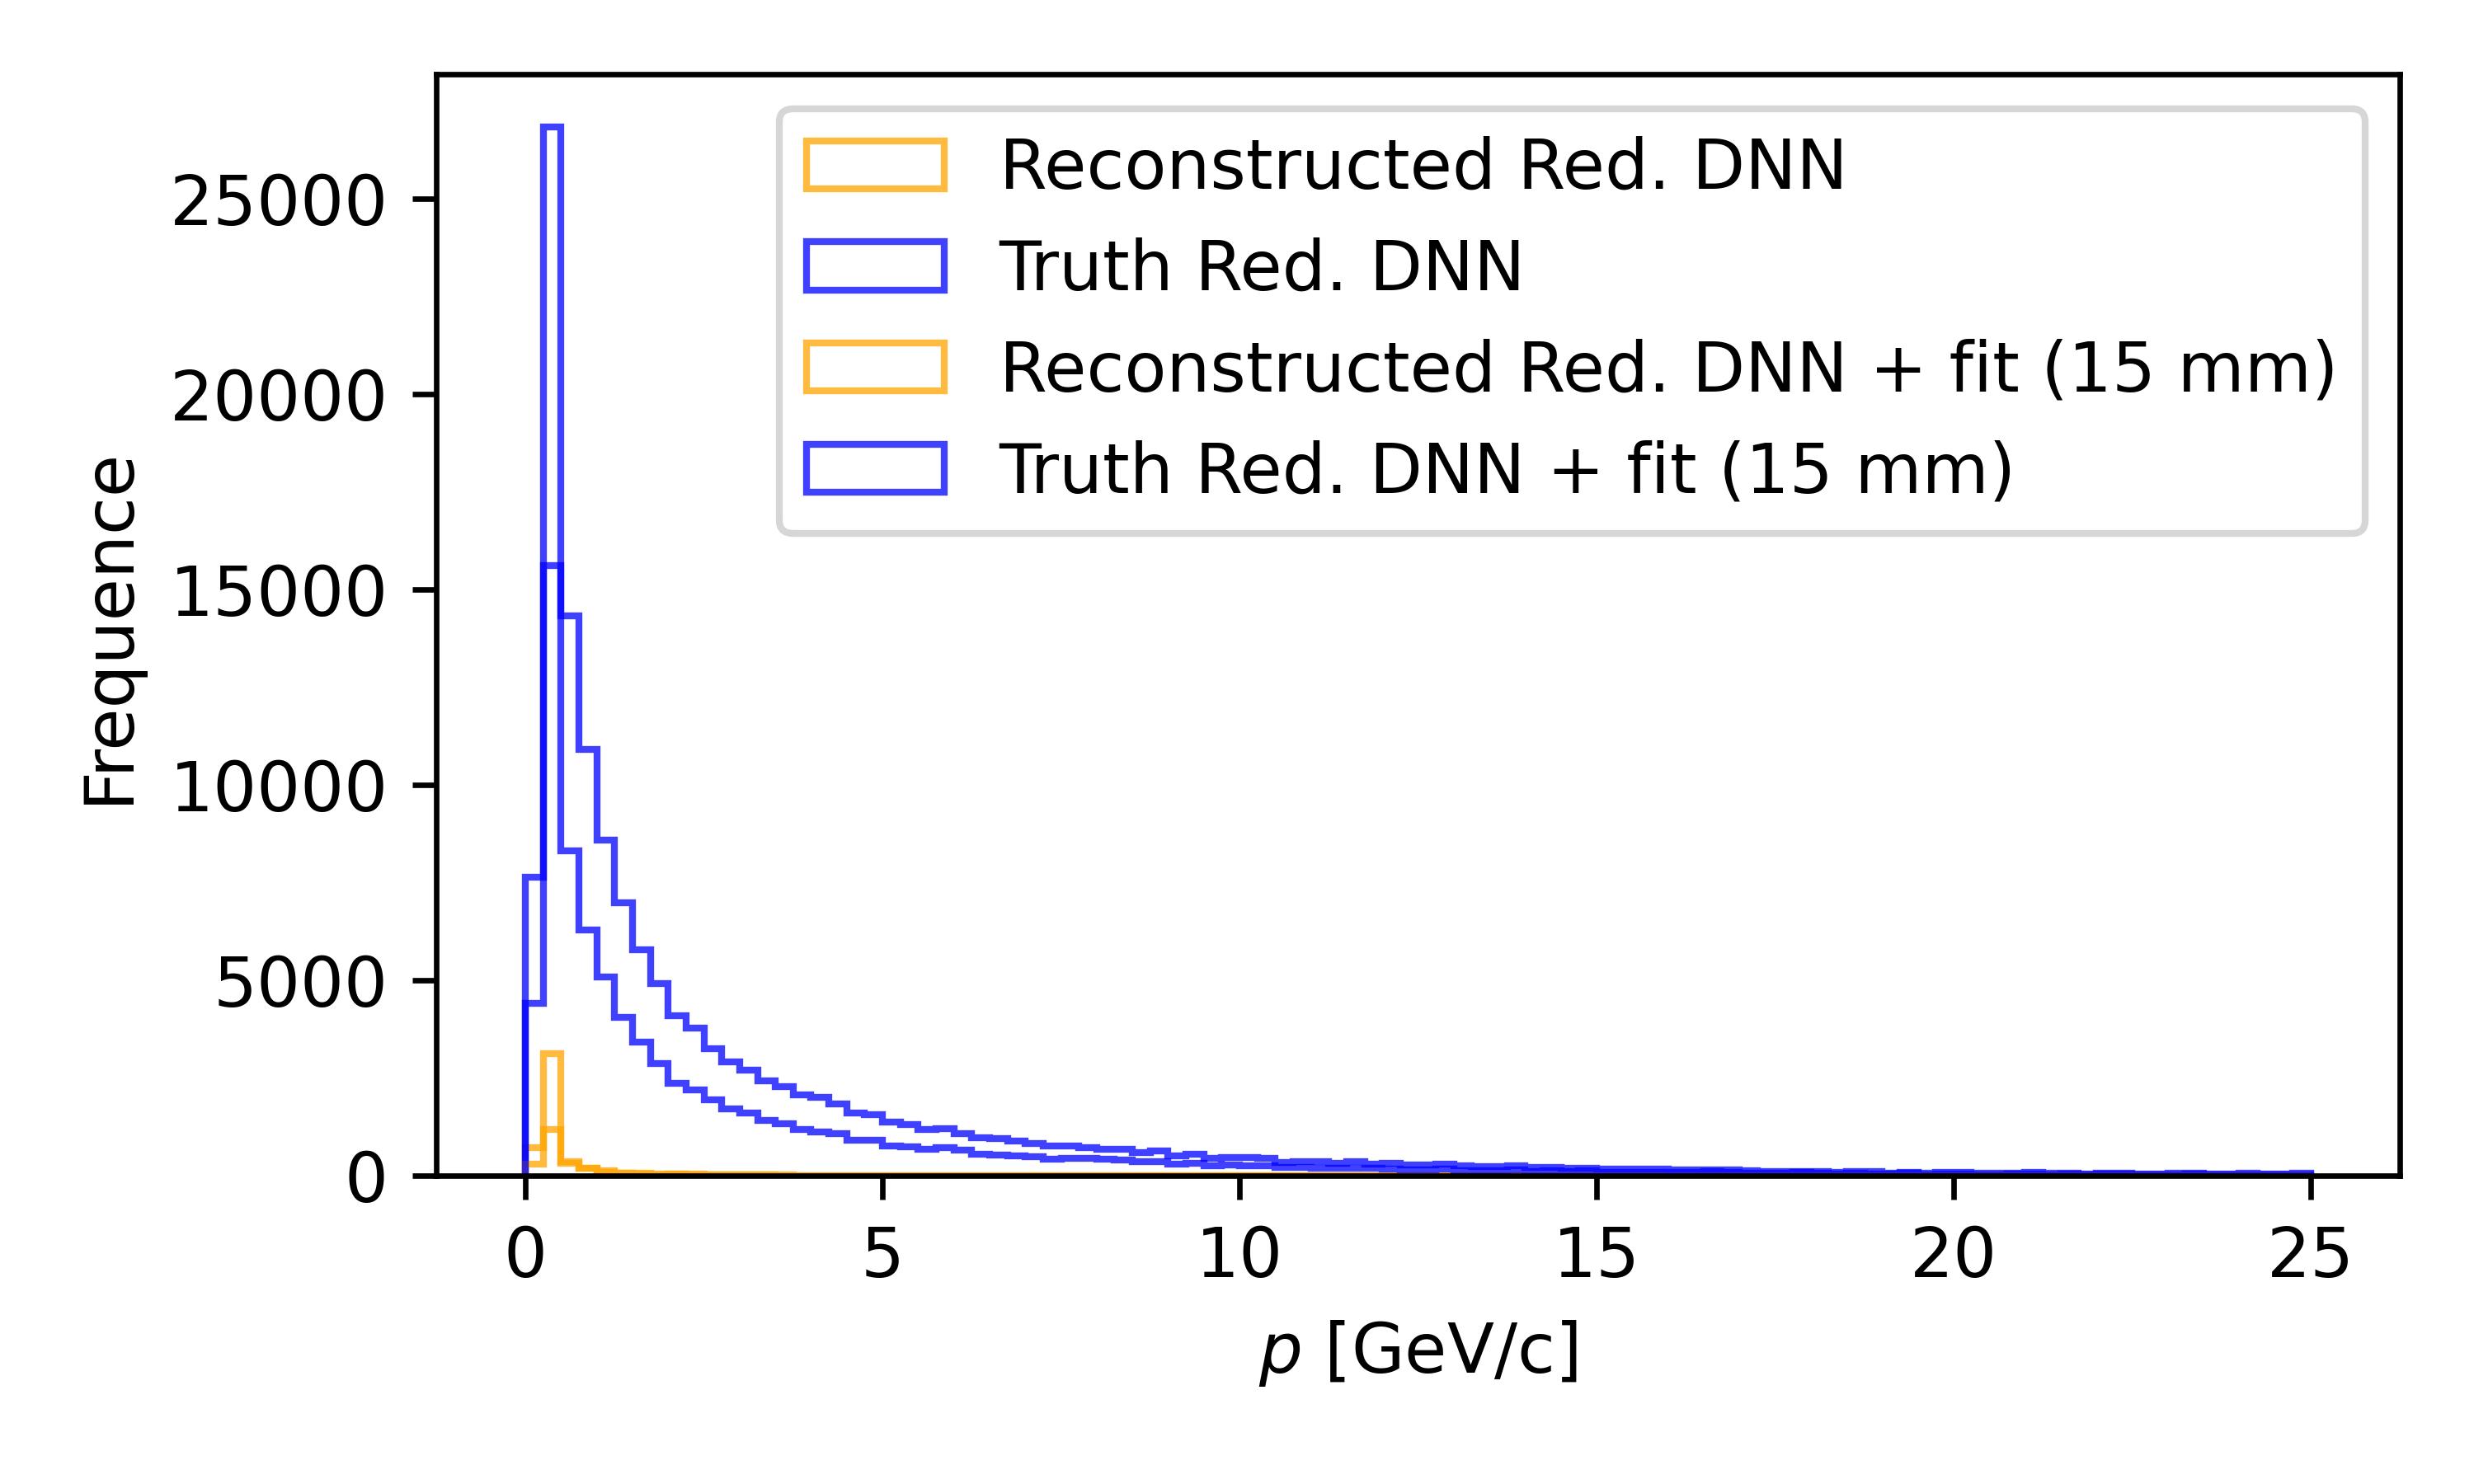 Reconstructed Red. DNN
Truth Red. DNN
Reconstructed Red. DNN + fit (15 mm)
Truth Red. DNN + fit (15 mm)
Frequence
25000
20000
15000
10000
5000
0
0 5 10 15 20 25
p [GeV/c]